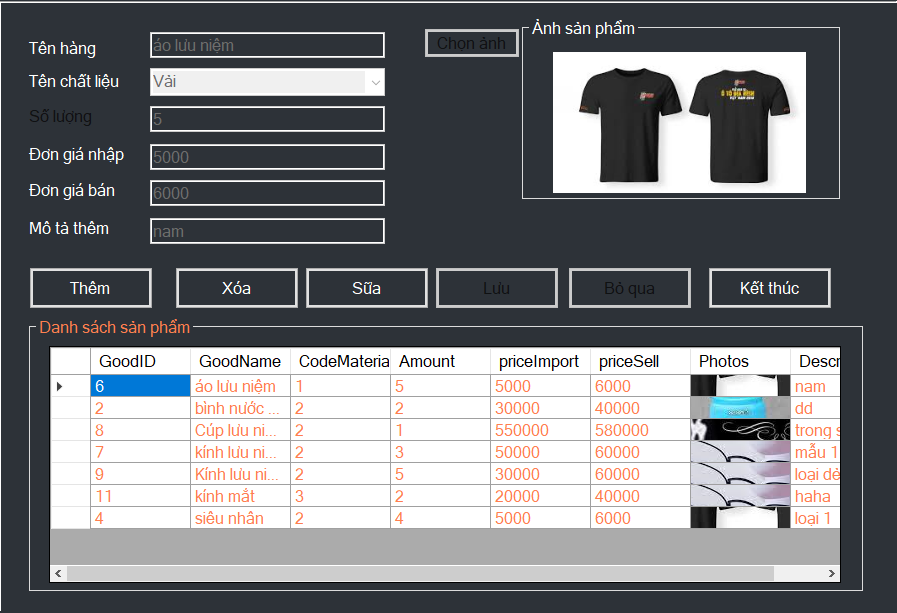 Tên hàng
áo lưu niệm
Chọn ảnh
Ảnh sản phẩm
Tên chất liệu
Vải
Số lượng
5
Đơn giá nhập
5000
Đơn giá bán
6000
Mô tả thêm
nam
Thêm Xóa Sữa Lưu Bỏ qua Kết thúc
Danh sách sản phẩm
GoodID GoodName CodeMateria Amount priceImport priceSell Photos Descr
6 áo lưu niệm 1 5 5000 6000 nam
2 bình nước ... 2 2 30000 40000 dd
8 Cúp lưu ni... 2 1 550000 580000 trong s
7 kính lưu ni... 2 3 50000 60000 mẫu 1
9 Kính lưu ni... 2 5 30000 60000 loại dẻ
11 kính mắt 3 2 20000 40000 haha
4 siêu nhân 2 4 5000 6000 loại 1